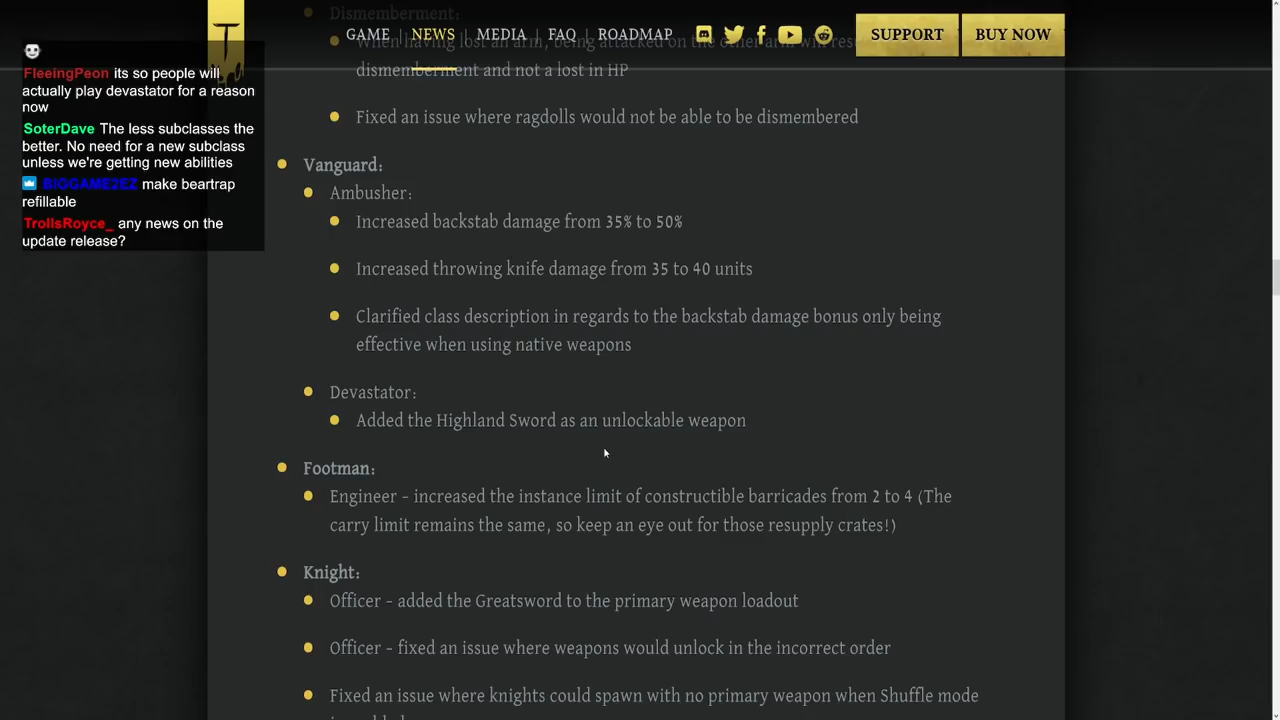 Dismemberment:
GAME NEWS MEDIA FAQ ROADMAP SUPPORT BUY NOW
When having lost an arm, being attacked on the other arm will
dismemberment and not a lost in HP
Fixed an issue where ragdolls would not be able to be dismembered
FleeingPeon its so people will
actually play devastator for a reason
now
SoterDave The less subclasses the
better. No need for a new subclass
unless we're getting new abilities
BIGGAME2EZ make beartrap
refillable
TrollsRoyce_ any news on the
update release?
Vanguard:
Ambusher:
Increased backstab damage from 35% to 50%
Increased throwing knife damage from 35 to 40 units
Clarified class description in regards to the backstab damage bonus only being
effective when using native weapons
Devastator:
Added the Highland Sword as an unlockable weapon
Footman:
Engineer – increased the instance limit of constructible barricades from 2 to 4 (The
carry limit remains the same, so keep an eye out for those resupply crates!)
Knight:
Officer – added the Greatsword to the primary weapon loadout
Officer – fixed an issue where weapons would unlock in the incorrect order
Fixed an issue where knights could spawn with no primary weapon when Shuffle mode